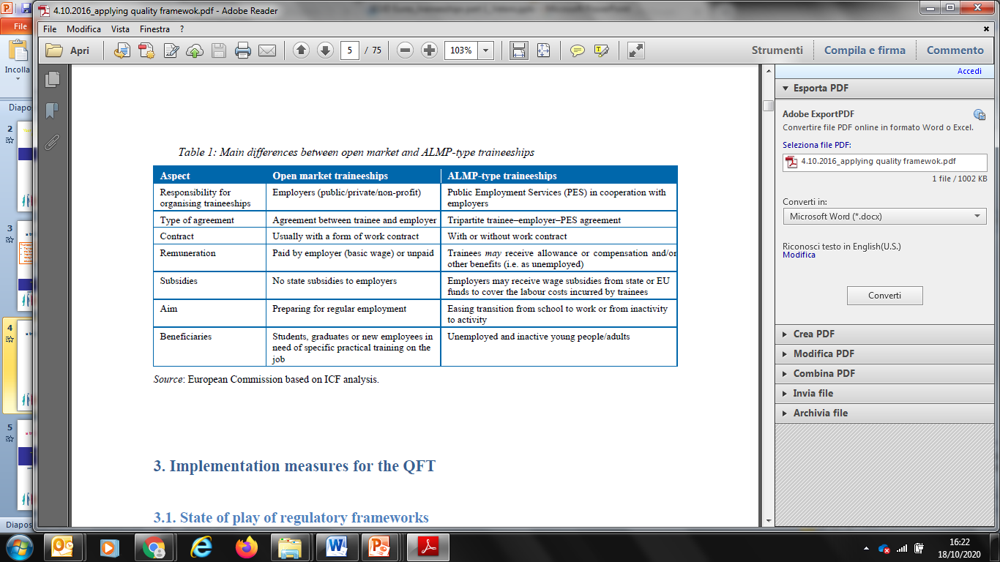 4.10.2016_applying quality framewok.pdf - Adobe Reader
File
File Modifica Vista Finestra ?
Incolla
Apri
5 / 75
103%
Strumenti
Compila e firma
Commento
Diapo
2
3
4
5
Diapos
Table 1: Main differences between open market and ALMP-type traineeships
Aspect Open market traineeships ALMP-type traineeships
Responsibility for
organising traineeships
Employers (public/private/non-profit)
Public Employment Services (PES) in cooperation with
employers
Type of agreement Agreement between trainee and employer Tripartite trainee–employer–PES agreement
Contract Usually with a form of work contract With or without work contract
Remuneration Paid by employer (basic wage) or unpaid
Trainees may receive allowance or compensation and/or
other benefits (i.e. as unemployed)
Subsidies No state subsidies to employers
Employers may receive wage subsidies from state or EU
funds to cover the labour costs incurred by trainees
Aim Preparing for regular employment
Easing transition from school to work or from inactivity
to activity
Beneficiaries
Students, graduates or new employees in
need of specific practical training on the
job
Unemployed and inactive young people/adults
Source: European Commission based on ICF analysis.
3. Implementation measures for the QFT
3.1. State of play of regulatory frameworks
Accedi
Esporta PDF
Adobe ExportPDF
Convertire file PDF online in formato Word o Excel.
Seleziona file PDF:
4.10.2016_applying quality framewok.pdf
1 file / 1002 KB
Converti in:
Microsoft Word (*.docx)
Riconosci testo in English(U.S.)
Modifica
Converti
Crea PDF
Modifica PDF
Combina PDF
Invia file
Archivia file
16:22
18/10/2020